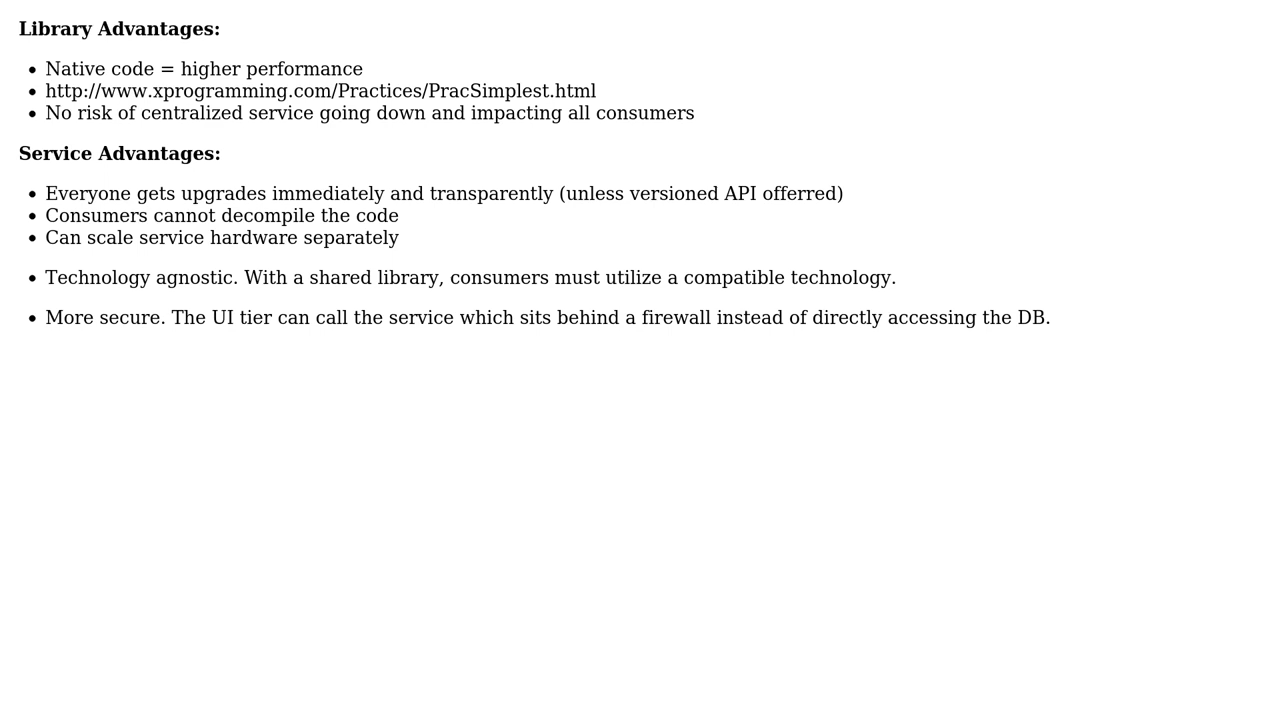 Library Advantages:
• Native code = higher performance
• http://www.xprogramming.com/Practices/PracSimplest.html
• No risk of centralized service going down and impacting all consumers
Service Advantages:
• Everyone gets upgrades immediately and transparently (unless versioned API offerred)
• Consumers cannot decompile the code
• Can scale service hardware separately
• Technology agnostic. With a shared library, consumers must utilize a compatible technology.
• More secure. The UI tier can call the service which sits behind a firewall instead of directly accessing the DB.